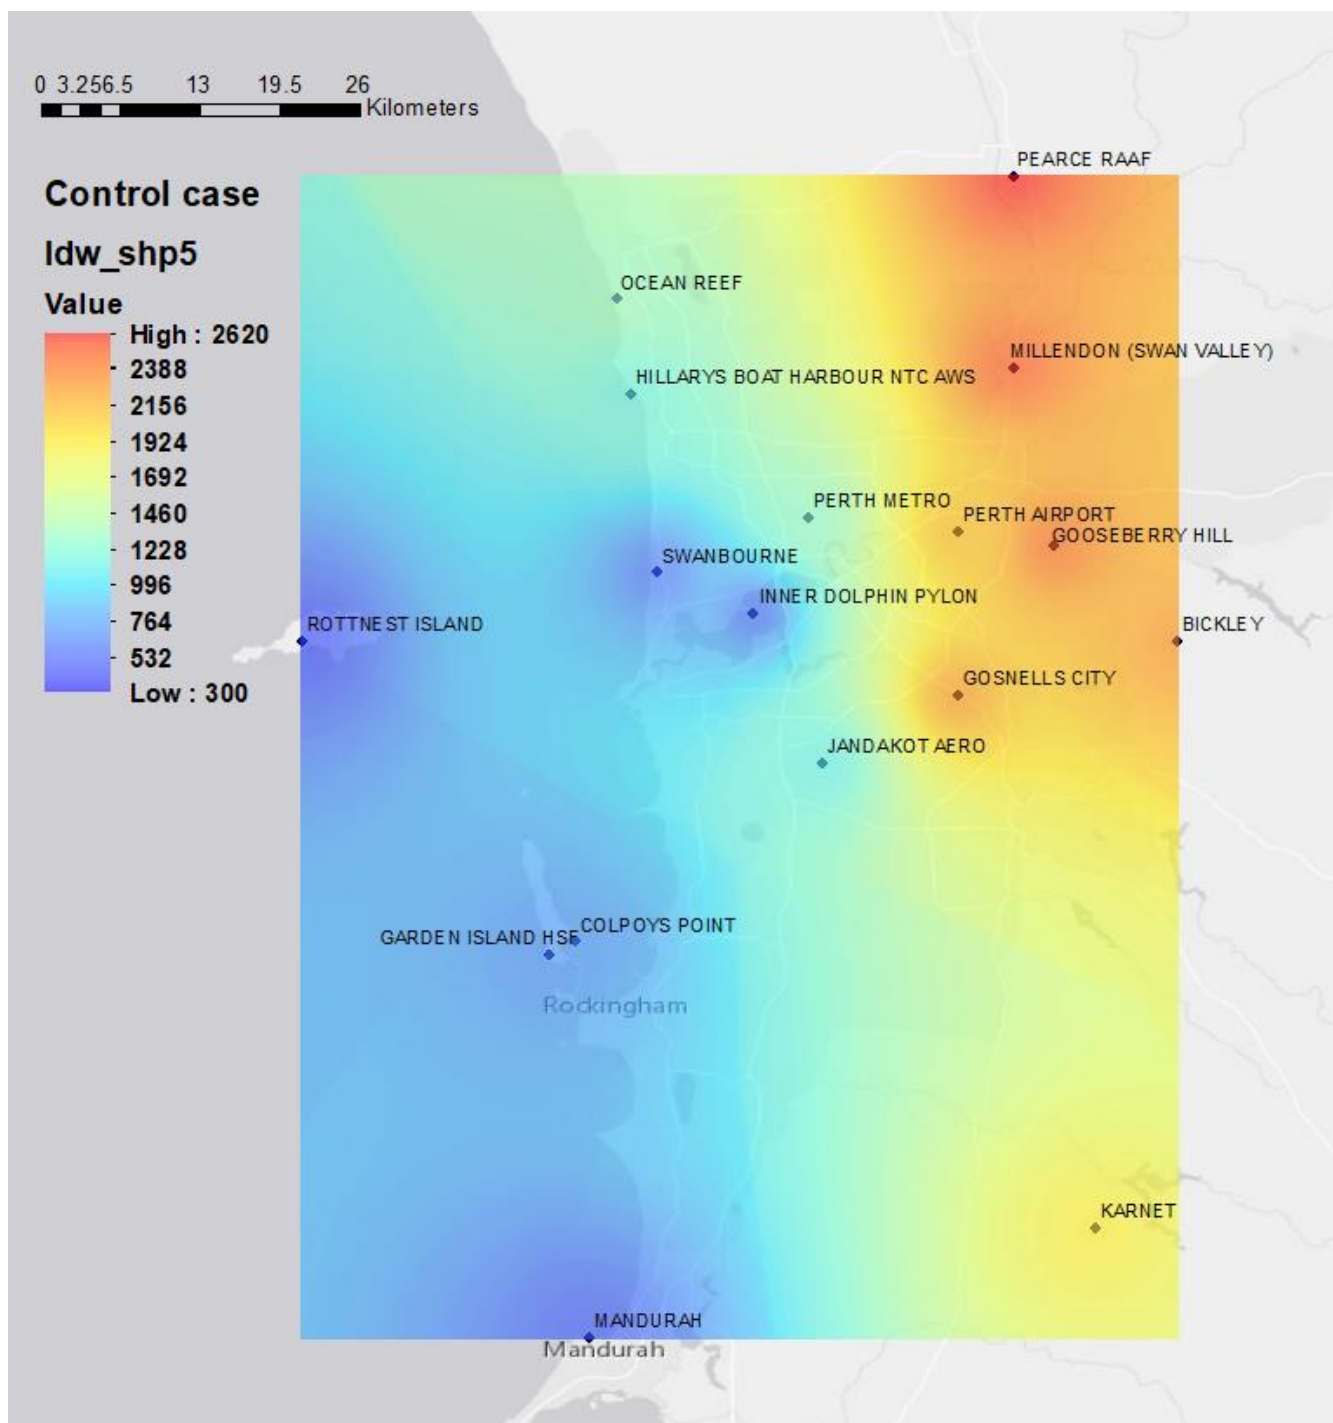 0 3.256.5 13 19.5 26
Kilometers
PEARCE RAAF
Control case
Idw_shp5
Value
High : 2620
2388
2156
1924
1692
1460
1228
996
764
532
Low : 300
OCEAN REEF
MILLENDON (SWAN VALLEY)
HILLARYS BOAT HARBOUR NTC AWS
PERTH METRO
PERTH AIRPORT
GOOSEBERRY HILL
SWANBOURNE
INNER DOLPHIN PYLON
ROTTNEST ISLAND
BICKLEY
GOSNELLS CITY
JANDAKOT AERO
COLPOYS POINT
GARDEN ISLAND HSF
Rockingham
KARNET
MANDURAH
Mandurah